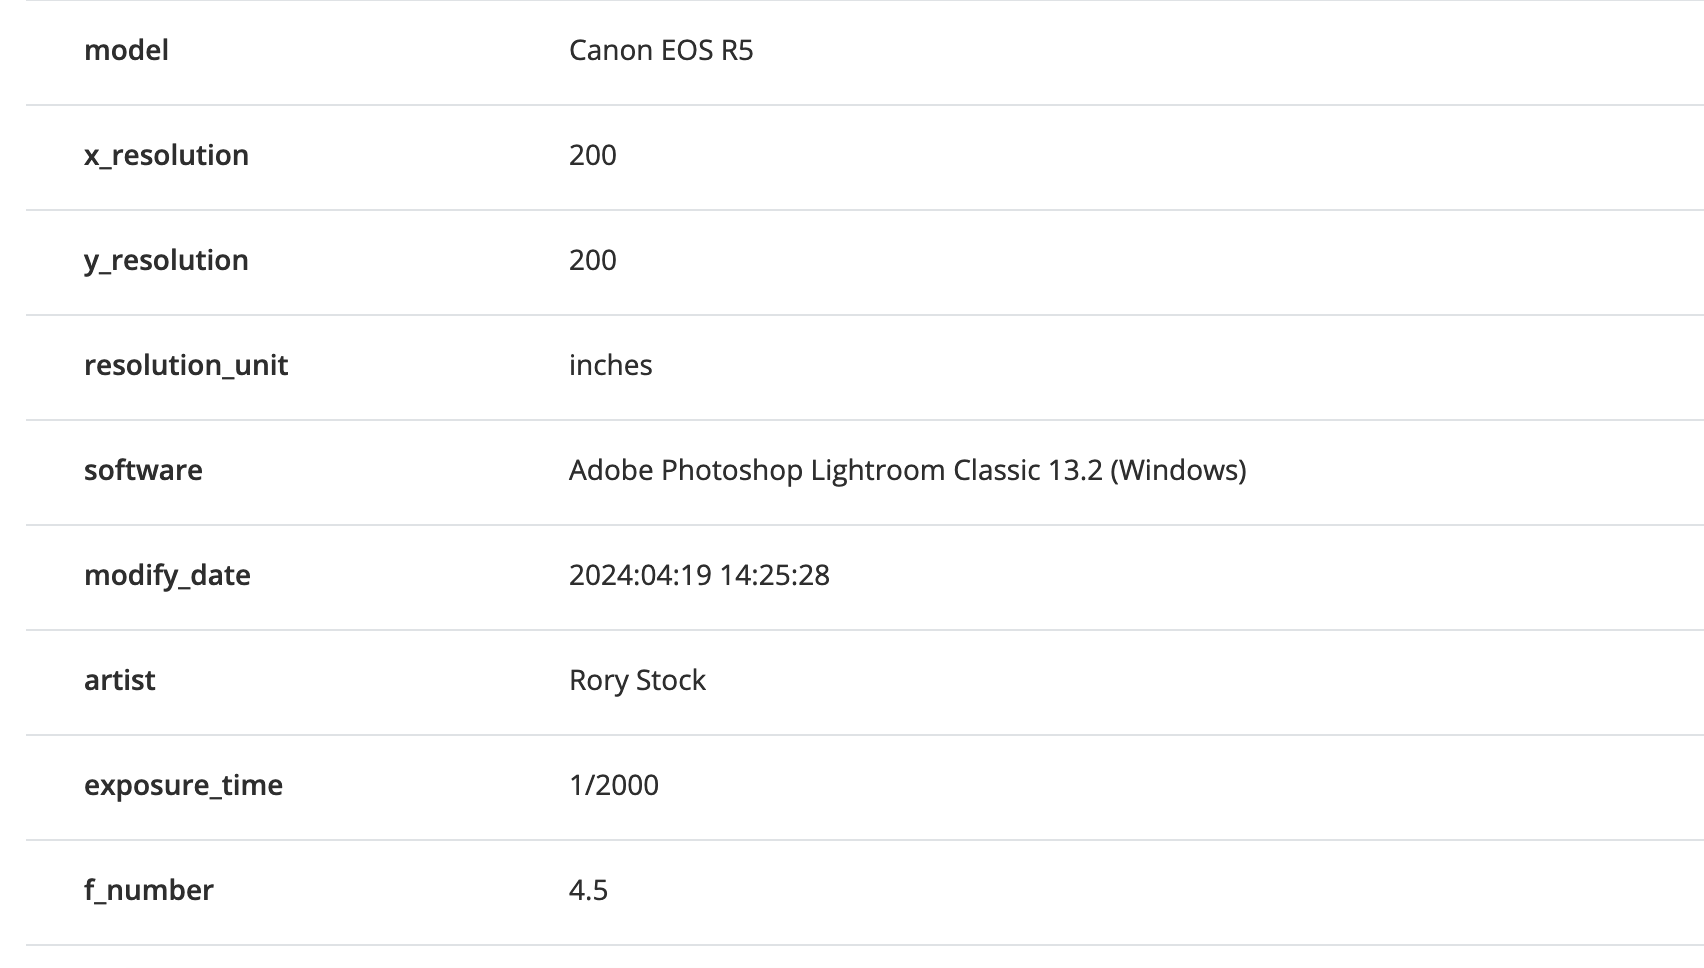 model Canon EOS R5
x_resolution 200
y_resolution 200
resolution_unit inches
software Adobe Photoshop Lightroom Classic 13.2 (Windows)
modify_date 2024:04:19 14:25:28
artist Rory Stock
exposure_time 1/2000
f_number 4.5